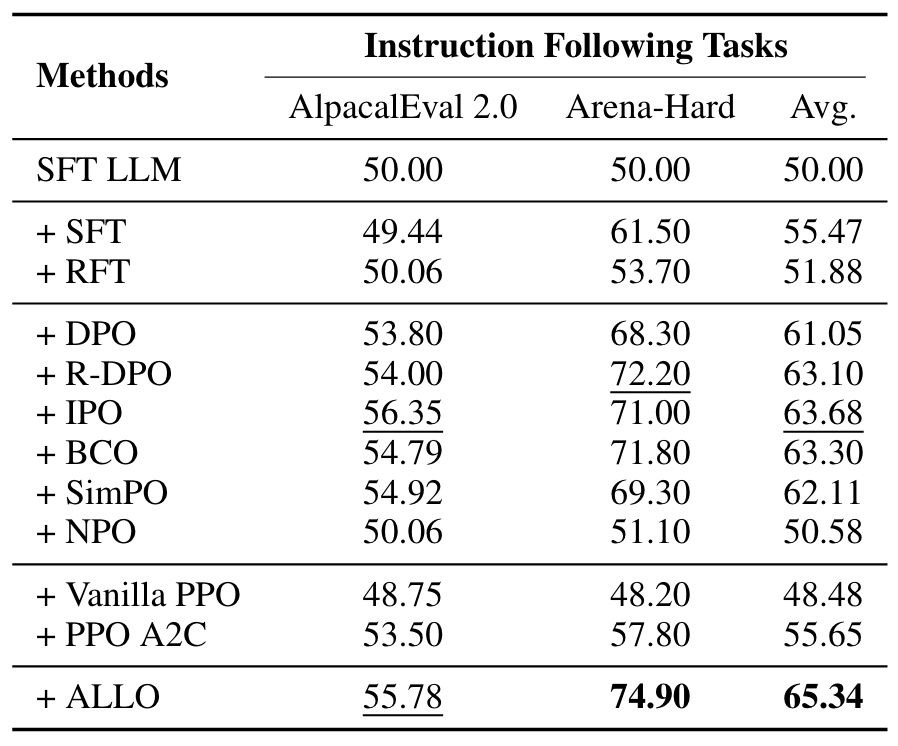 Methods Instruction Following Tasks
AlpacalEval 2.0 Arena-Hard Avg.
SFT LLM 50.00 50.00 50.00
+ SFT 49.44 61.50 55.47
+ RFT 50.06 53.70 51.88
+ DPO 53.80 68.30 61.05
+ R-DPO 54.00 72.20 63.10
+ IPO 56.35 71.00 63.68
+ BCO 54.79 71.80 63.30
+ SimPO 54.92 69.30 62.11
+ NPO 50.06 51.10 50.58
+ Vanilla PPO 48.75 48.20 48.48
+ PPO A2C 53.50 57.80 55.65
+ ALLO 55.78 74.90 65.34